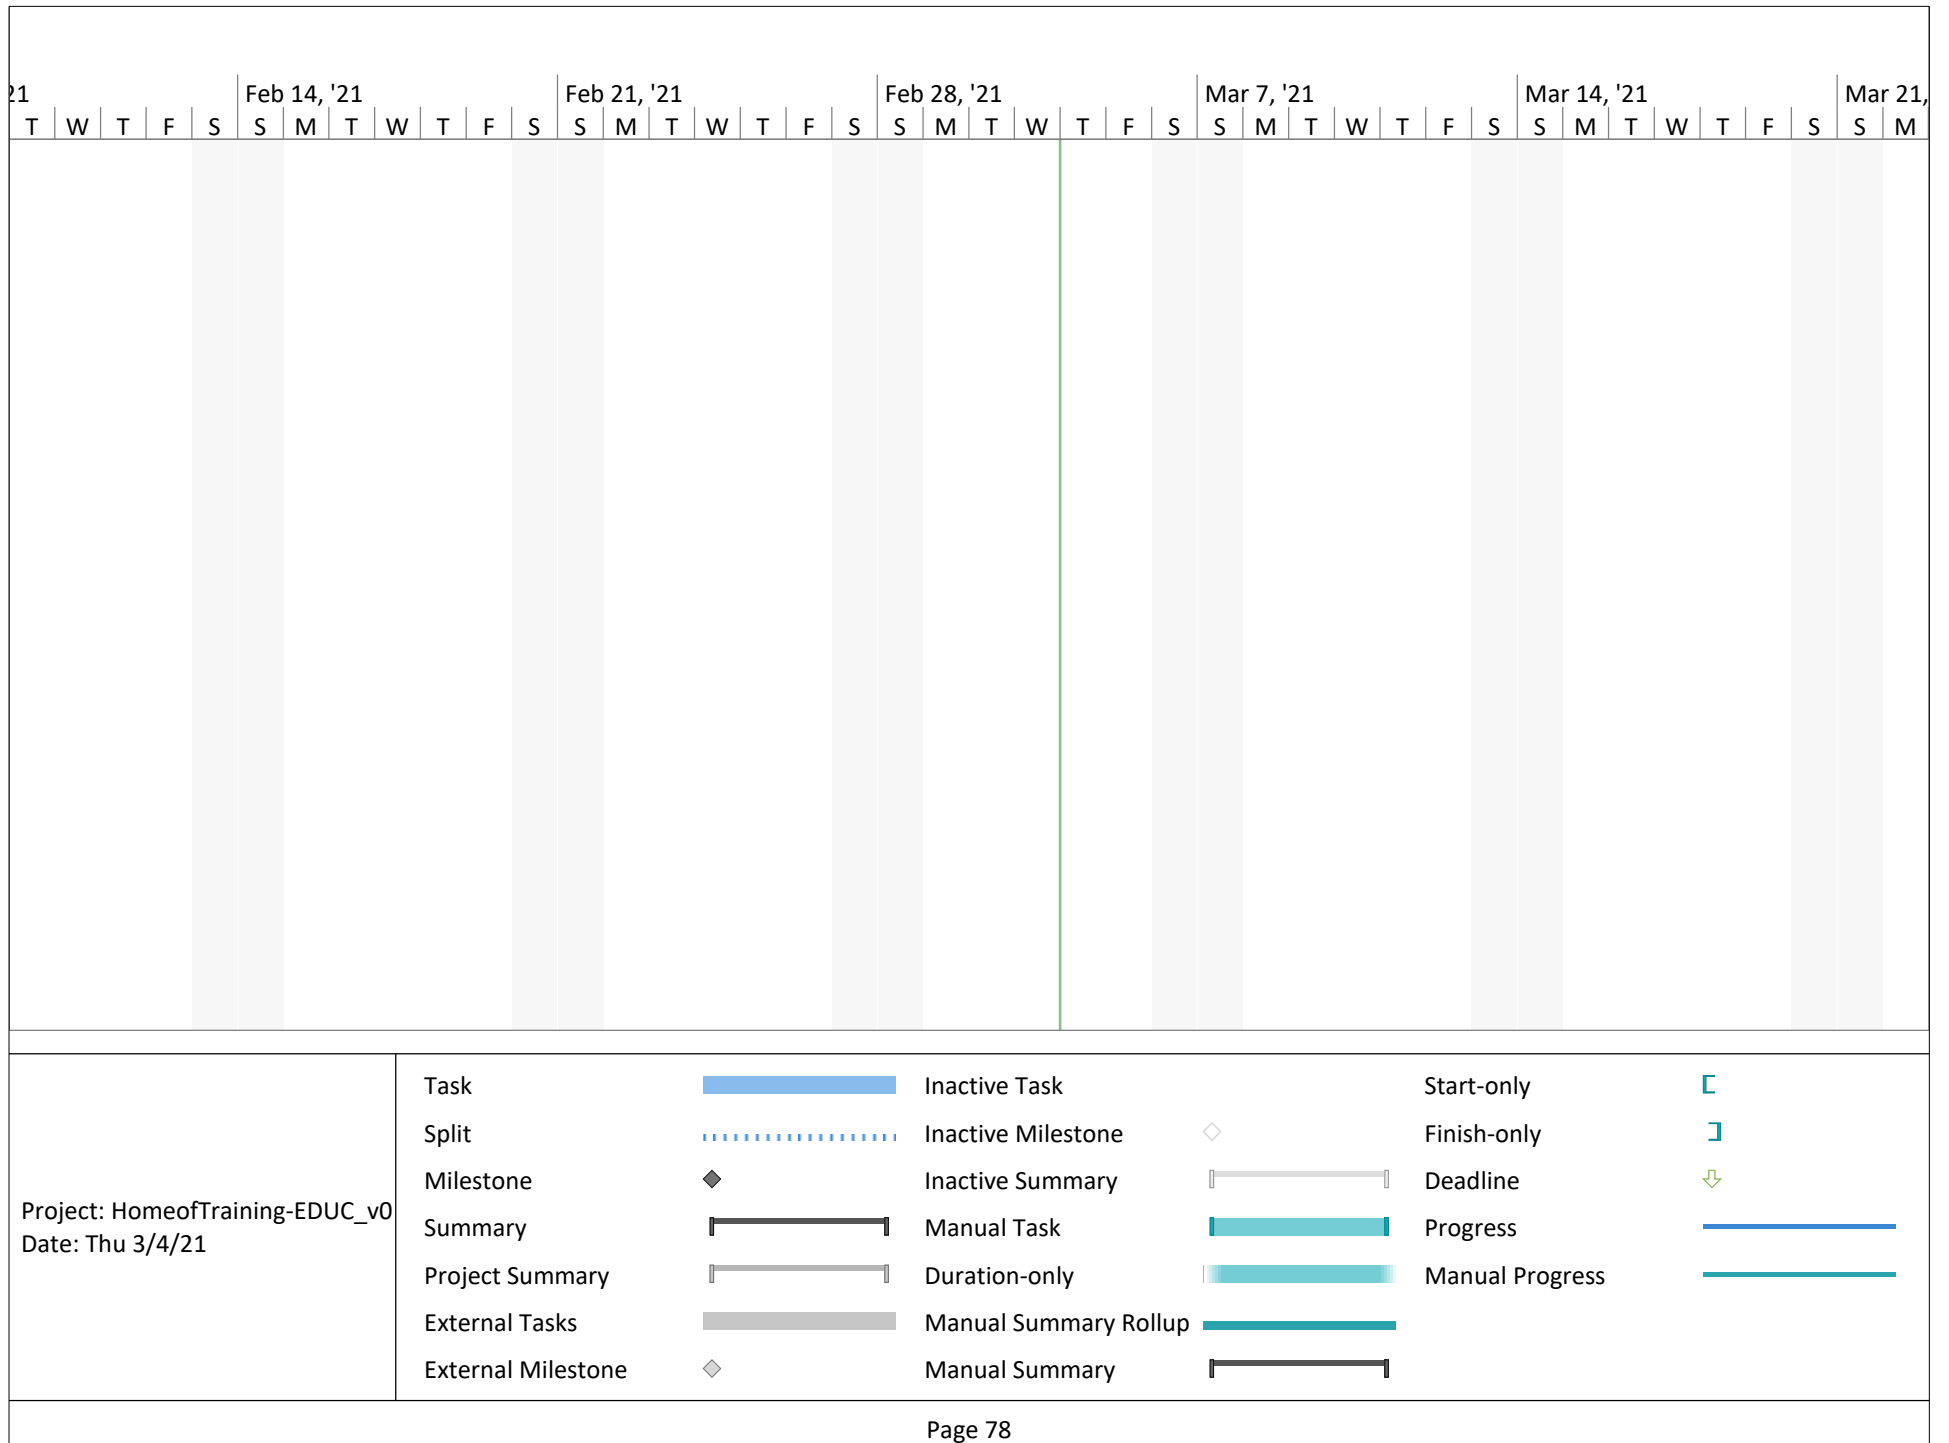 21 Feb 14, '21 Feb 21, '21 Feb 28, '21 Mar 7, '21 Mar 14, '21 Mar 21,
T W T F S S M T W T F S S M T W T F S S M T W T F S S M T W T F S S M T W T F S S M
Task
Split
Milestone
Summary
Project Summary
External Tasks
External Milestone
Inactive Task
Inactive Milestone
Inactive Summary
Manual Task
Duration-only
Manual Summary Rollup
Manual Summary
Start-only
Finish-only
Deadline
Progress
Manual Progress
Project: HomeofTraining-EDUC_v0
Date: Thu 3/4/21
Page 78